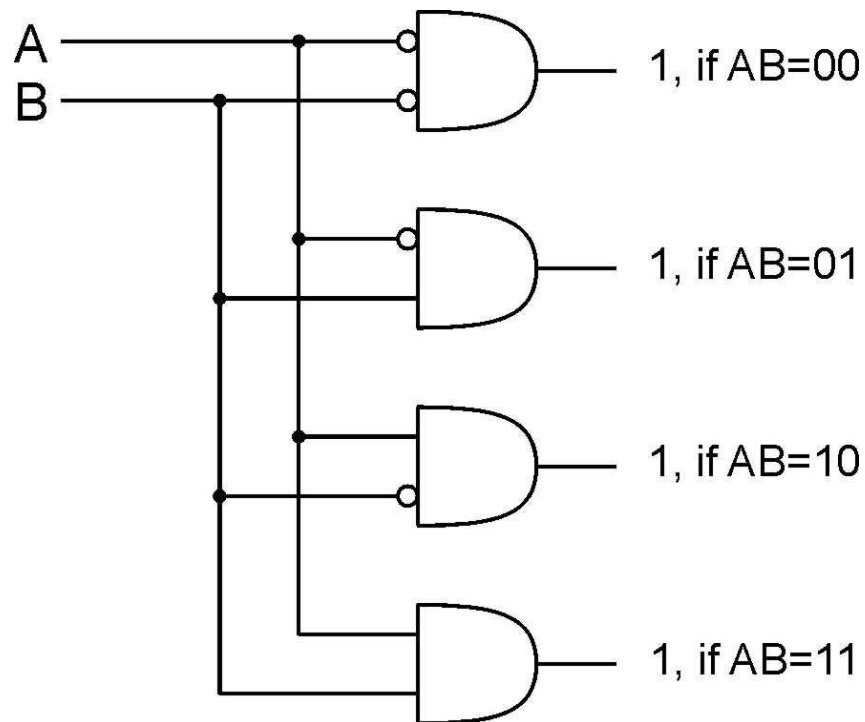 A
B
1, if AB=00
1, if AB=01
1, if AB=10
1, if AB=11